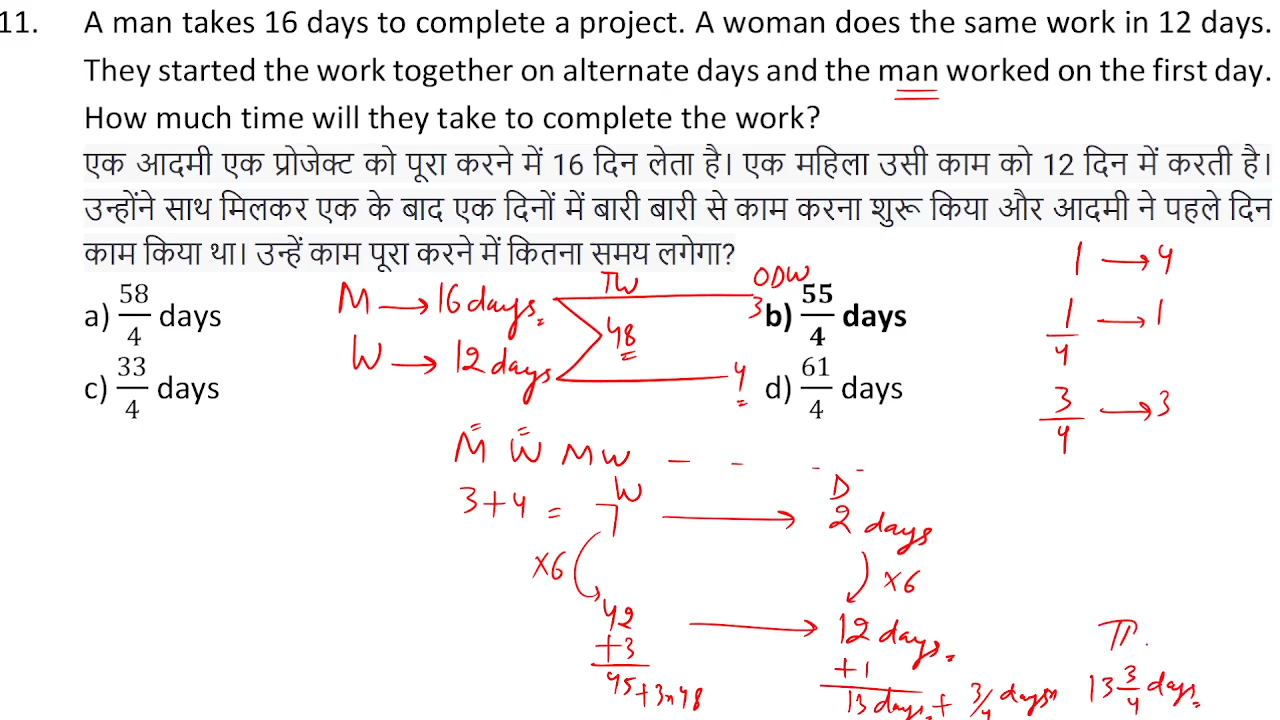 11. A man takes 16 days to complete a project. A woman does the same work in 12 days.
They started the work together on alternate days and the man worked on the first day.
How much time will they take to complete the work?
एक आदमी एक प्रोजेक्ट को पूरा करने में 16 दिन लेता है। एक महिला उसी काम को 12 दिन में करती है।
उन्होंने साथ मिलकर एक के बाद एक दिनों में बारी बारी से काम करना शुरू किया और आदमी ने पहले दिन
काम किया था। उन्हें काम पूरा करने में कितना समय लगेगा?
a) 58/4 days
b) 55/4 days
c) 33/4 days
d) 61/4 days
M → 16 days
TW
ODW
3
48
W → 12 days
4
1 → 4
1/4 → 1
3/4 → 3
M W M W - - - -
W D
3+4 = 7 → 2 days
×6 ×6
42 → 12 days
+3 +1
45+3=48 13 days + 3/4 days
TT
13 3/4 days